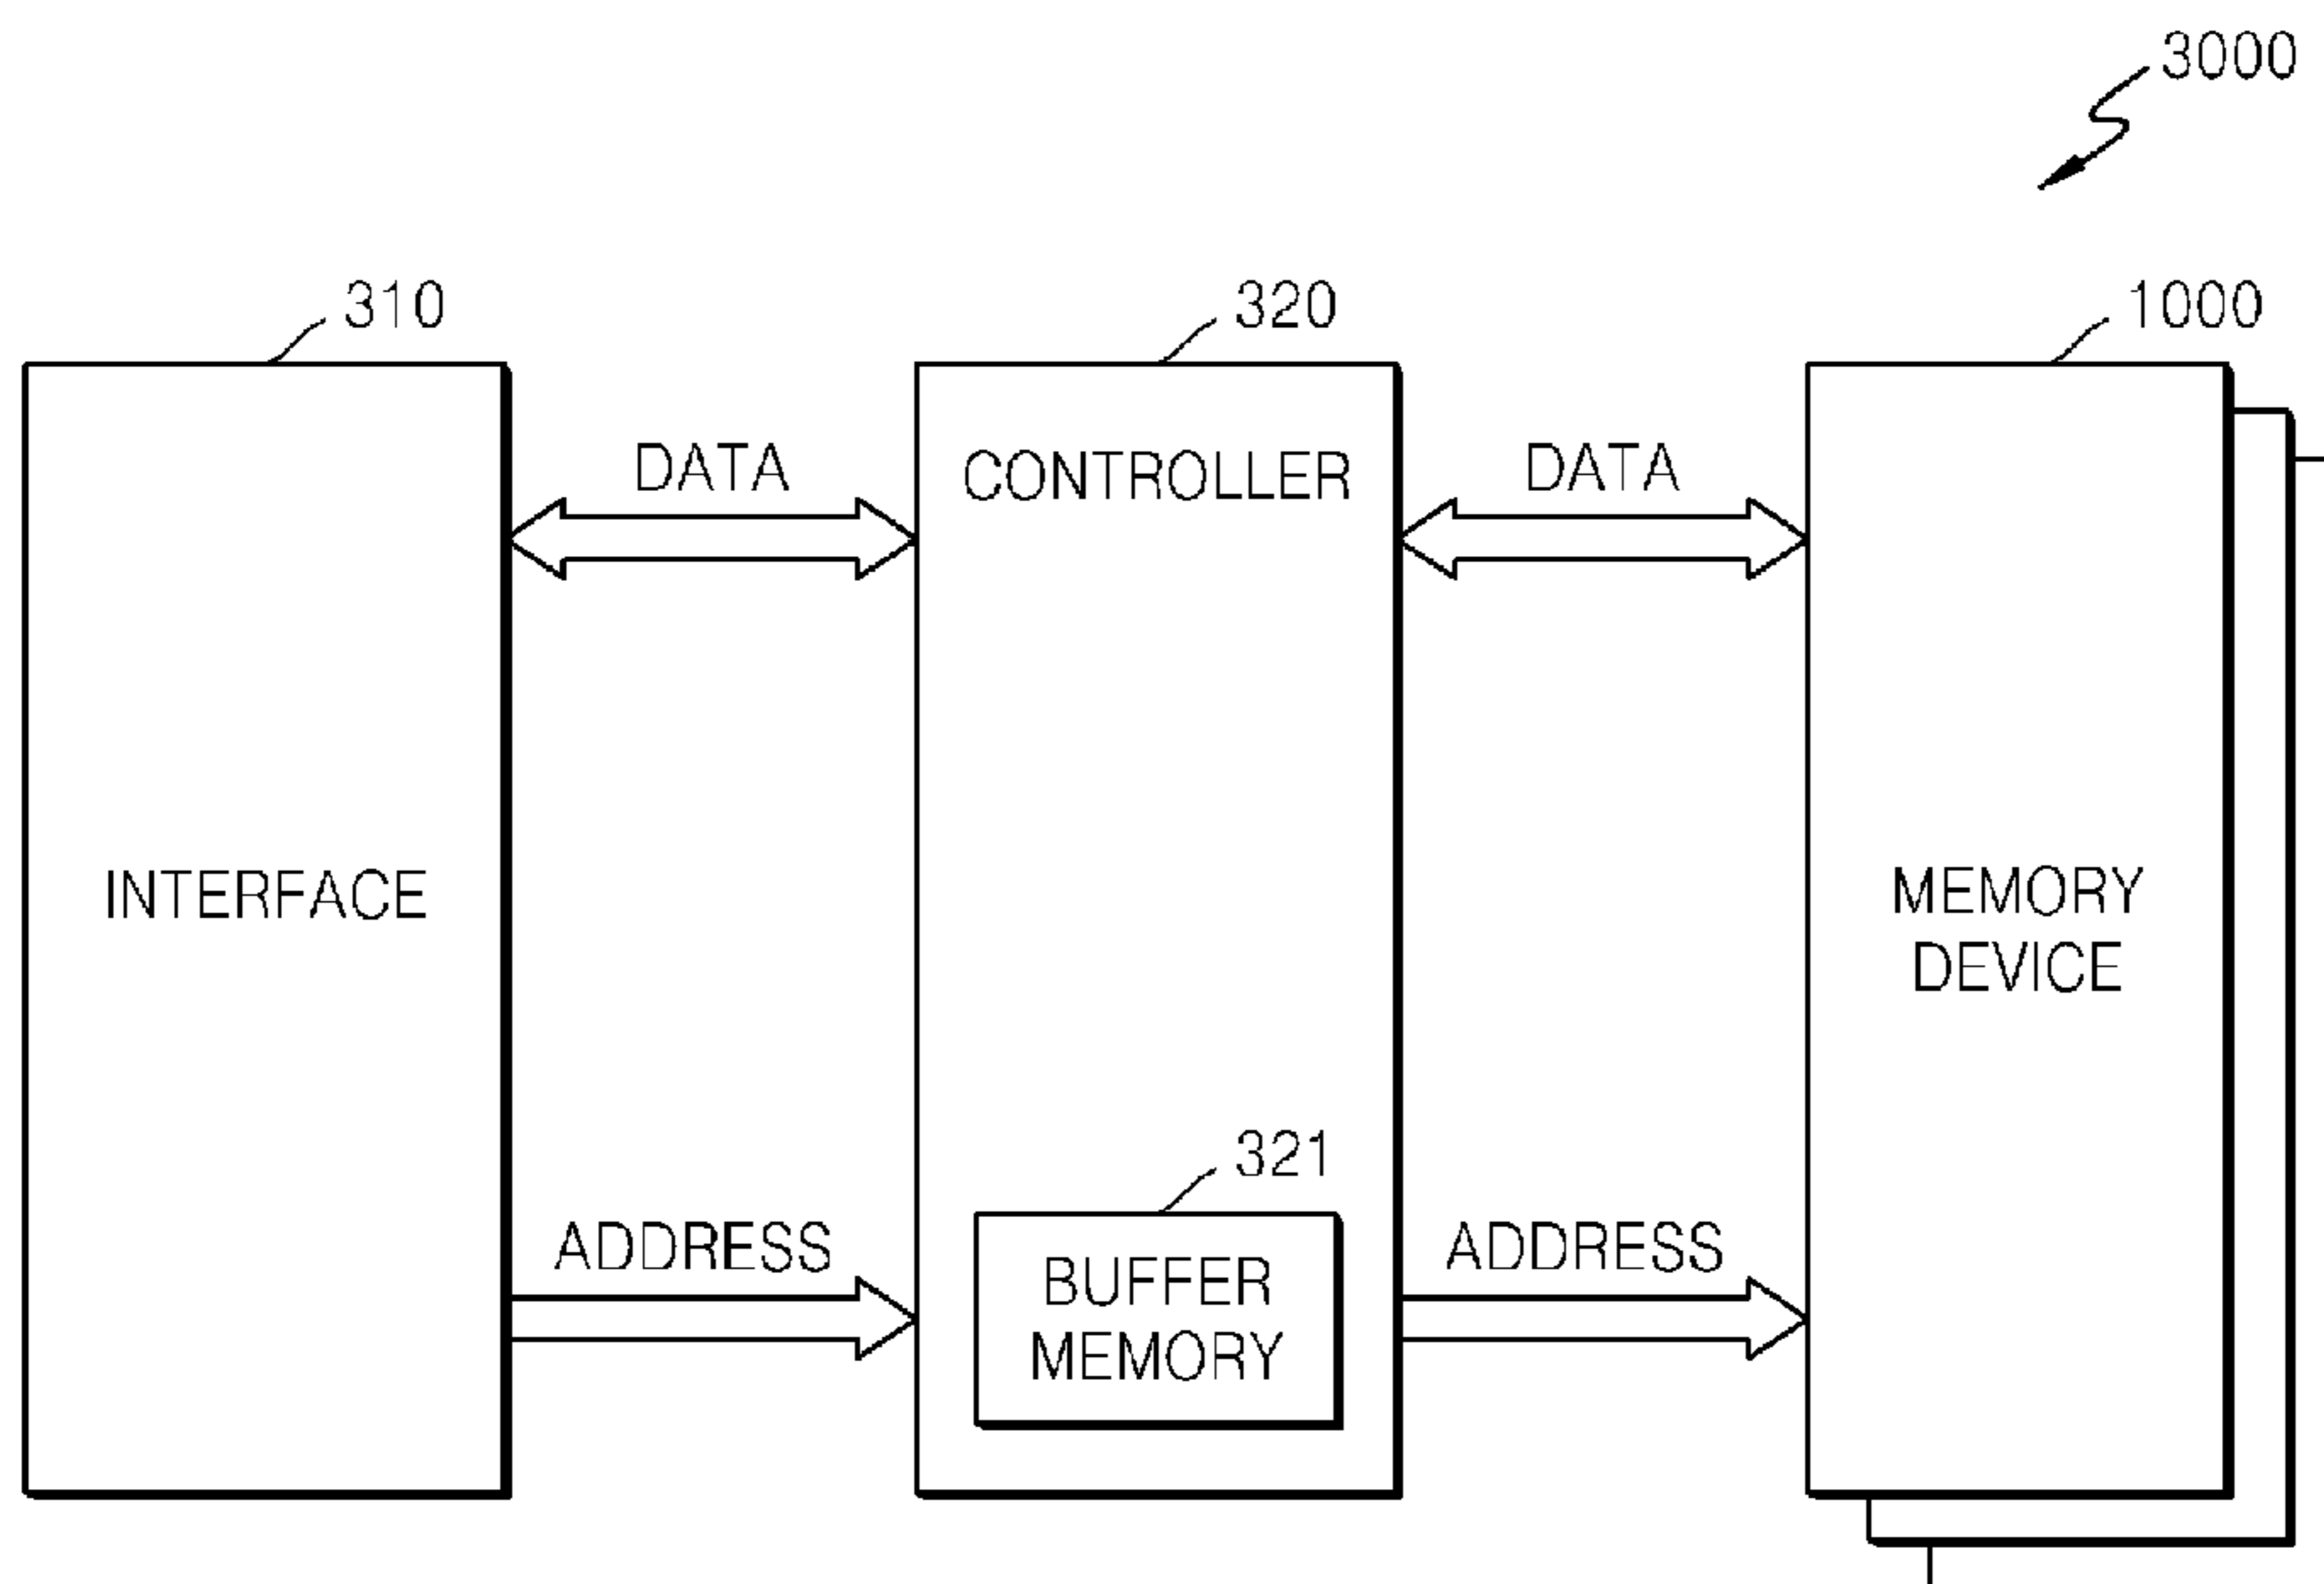 3000
310
320
1000
DATA
CONTROLLER
DATA
INTERFACE
MEMORY
DEVICE
321
ADDRESS
BUFFER
MEMORY
ADDRESS